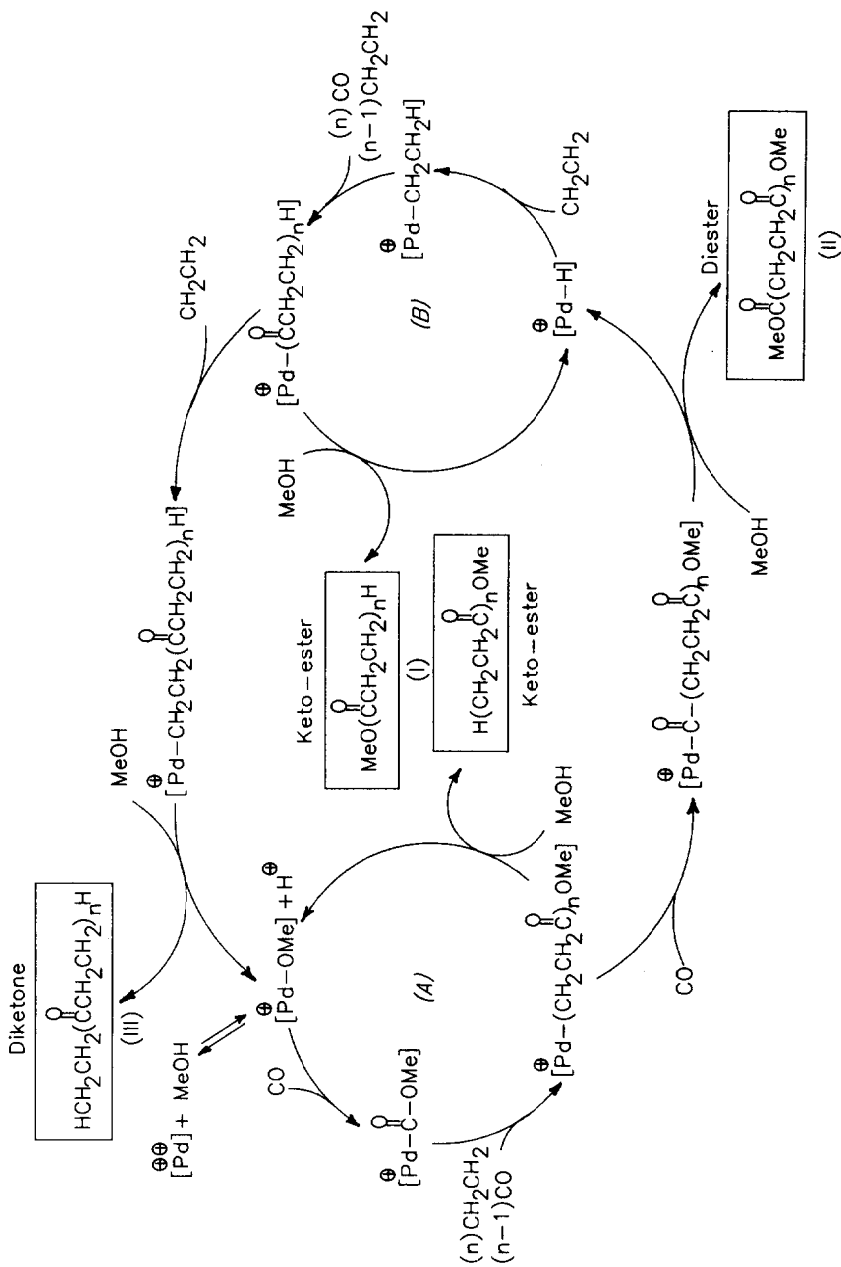 Diketone
HCH2CH2(CCH2CH2)nH
O
(III)
⊕⊕
[Pd] + MeOH
MeOH
⊕
[Pd-CH2CH2(CCH2CH2)nH]
O
CH2CH2
⊕
[Pd-OMe] + H
⊕
CO
(A)
⊕
[Pd-C-OMe]
O
(n)CH2CH2
(n-1)CO
⊕
[Pd-(CH2CH2C)nOMe]
O
MeOH
Keto-ester
MeO(CCH2CH2)nH
O
(I)
H(CH2CH2C)nOMe
O
Keto-ester
MeOH
⊕
[Pd-(CCH2CH2)nH]
O
(n)CO
(n-1)CH2CH2
⊕
[Pd-CH2CH2H]
(B)
CH2CH2
⊕
[Pd-H]
CO
⊕
[Pd-C-(CH2CH2C)nOMe]
O O
MeOH
Diester
MeOC(CH2CH2C)nOMe
O O
(II)